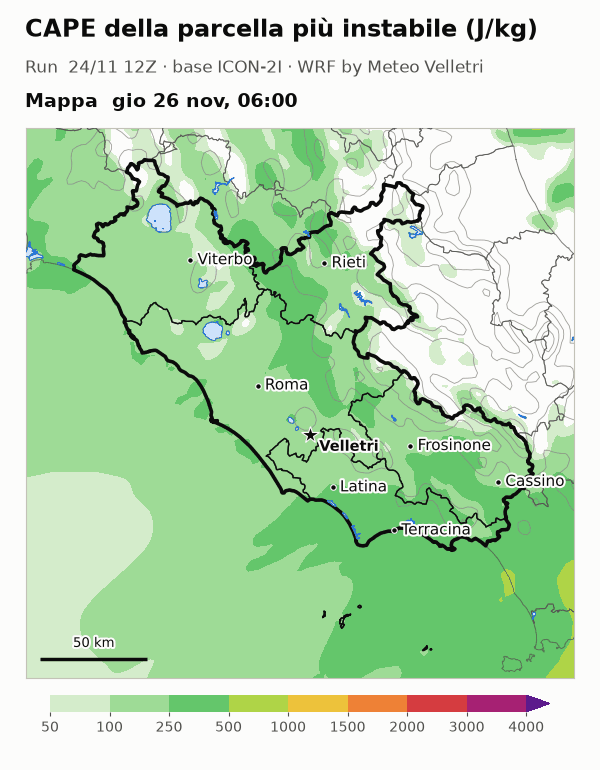 CAPE della parcella più instabile (J/kg)
Run  24/11 12Z · base ICON-2I · WRF by Meteo Velletri
Mappa  gio 26 nov, 06:00
Viterbo
Rieti
Roma
Velletri
Frosinone
Cassino
Latina
Terracina
50 km
50 100 250 500 1000 1500 2000 3000 4000